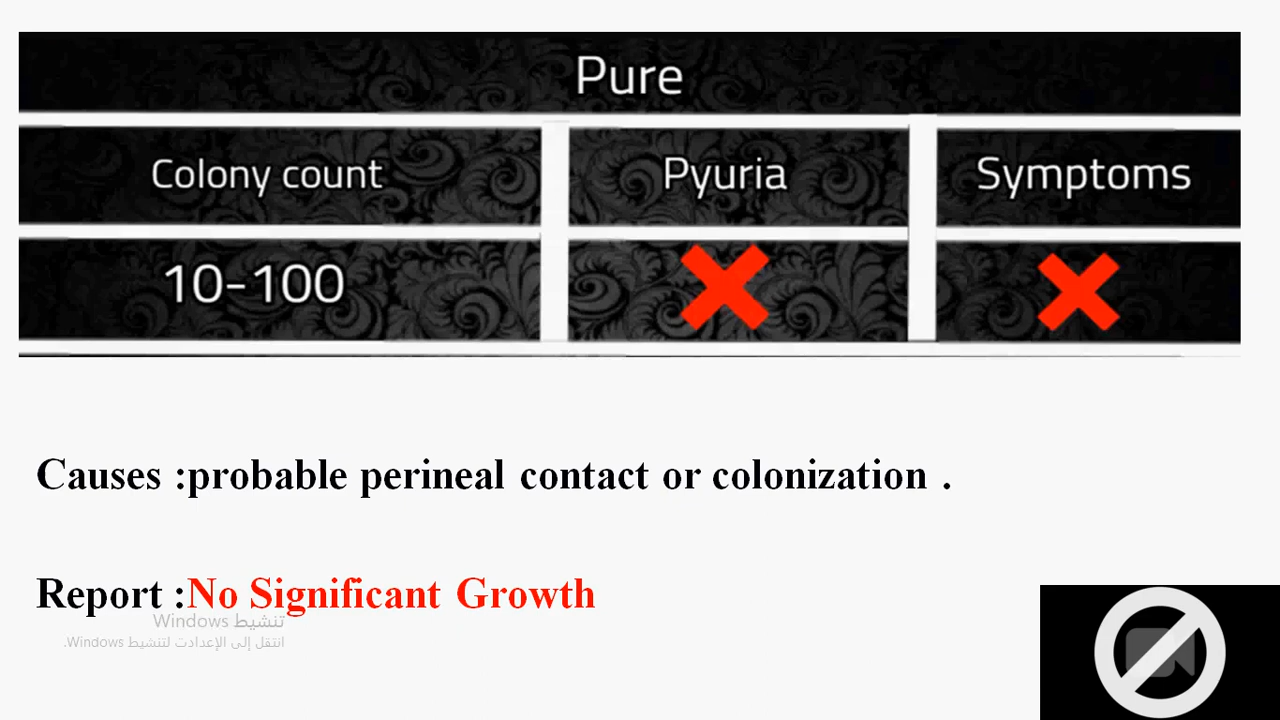 Pure
Colony count Pyuria Symptoms
10-100
Causes :probable perineal contact or colonization .
Report :No Significant Growth
تنشيط Windows
انتقل إلى الإعدادت لتنشيط Windows.